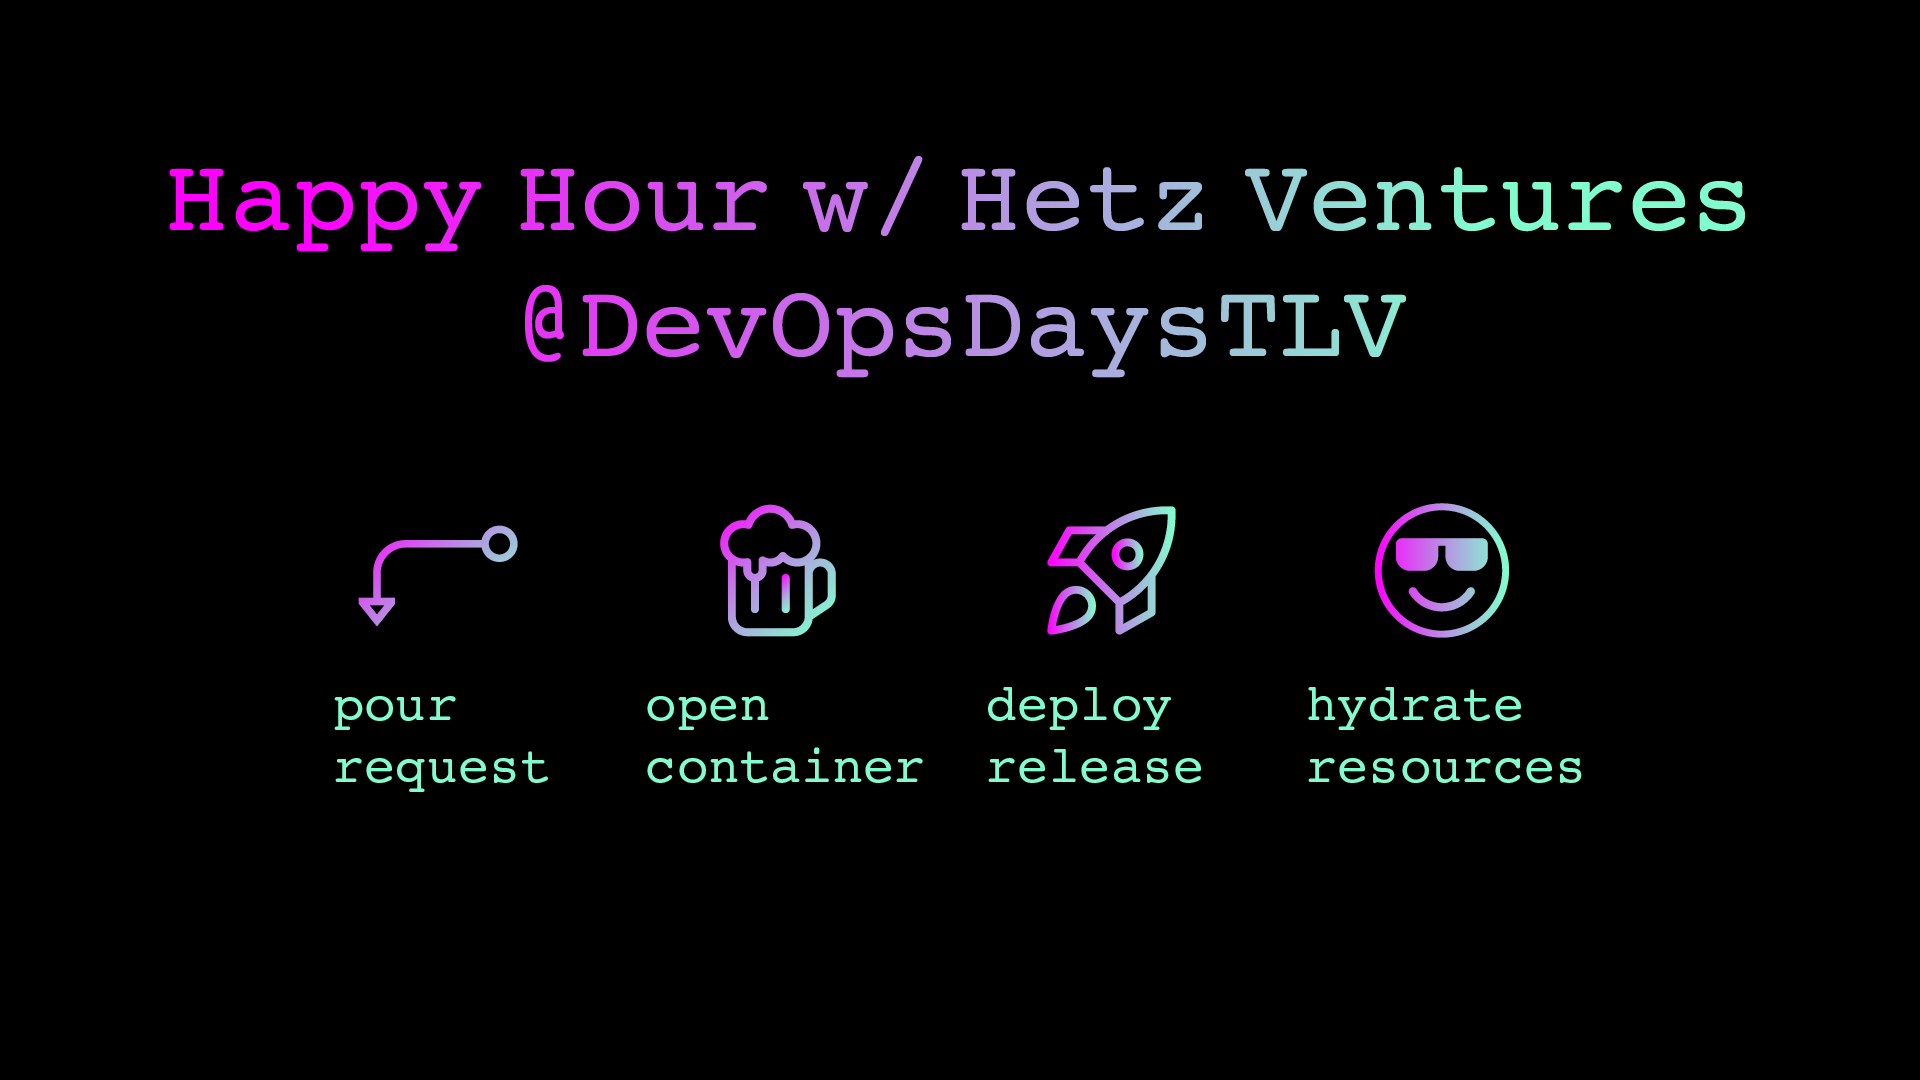 Happy Hour w/ Hetz Ventures
@DevOpsDaysTLV
pour
request
open
container
deploy
release
hydrate
resources